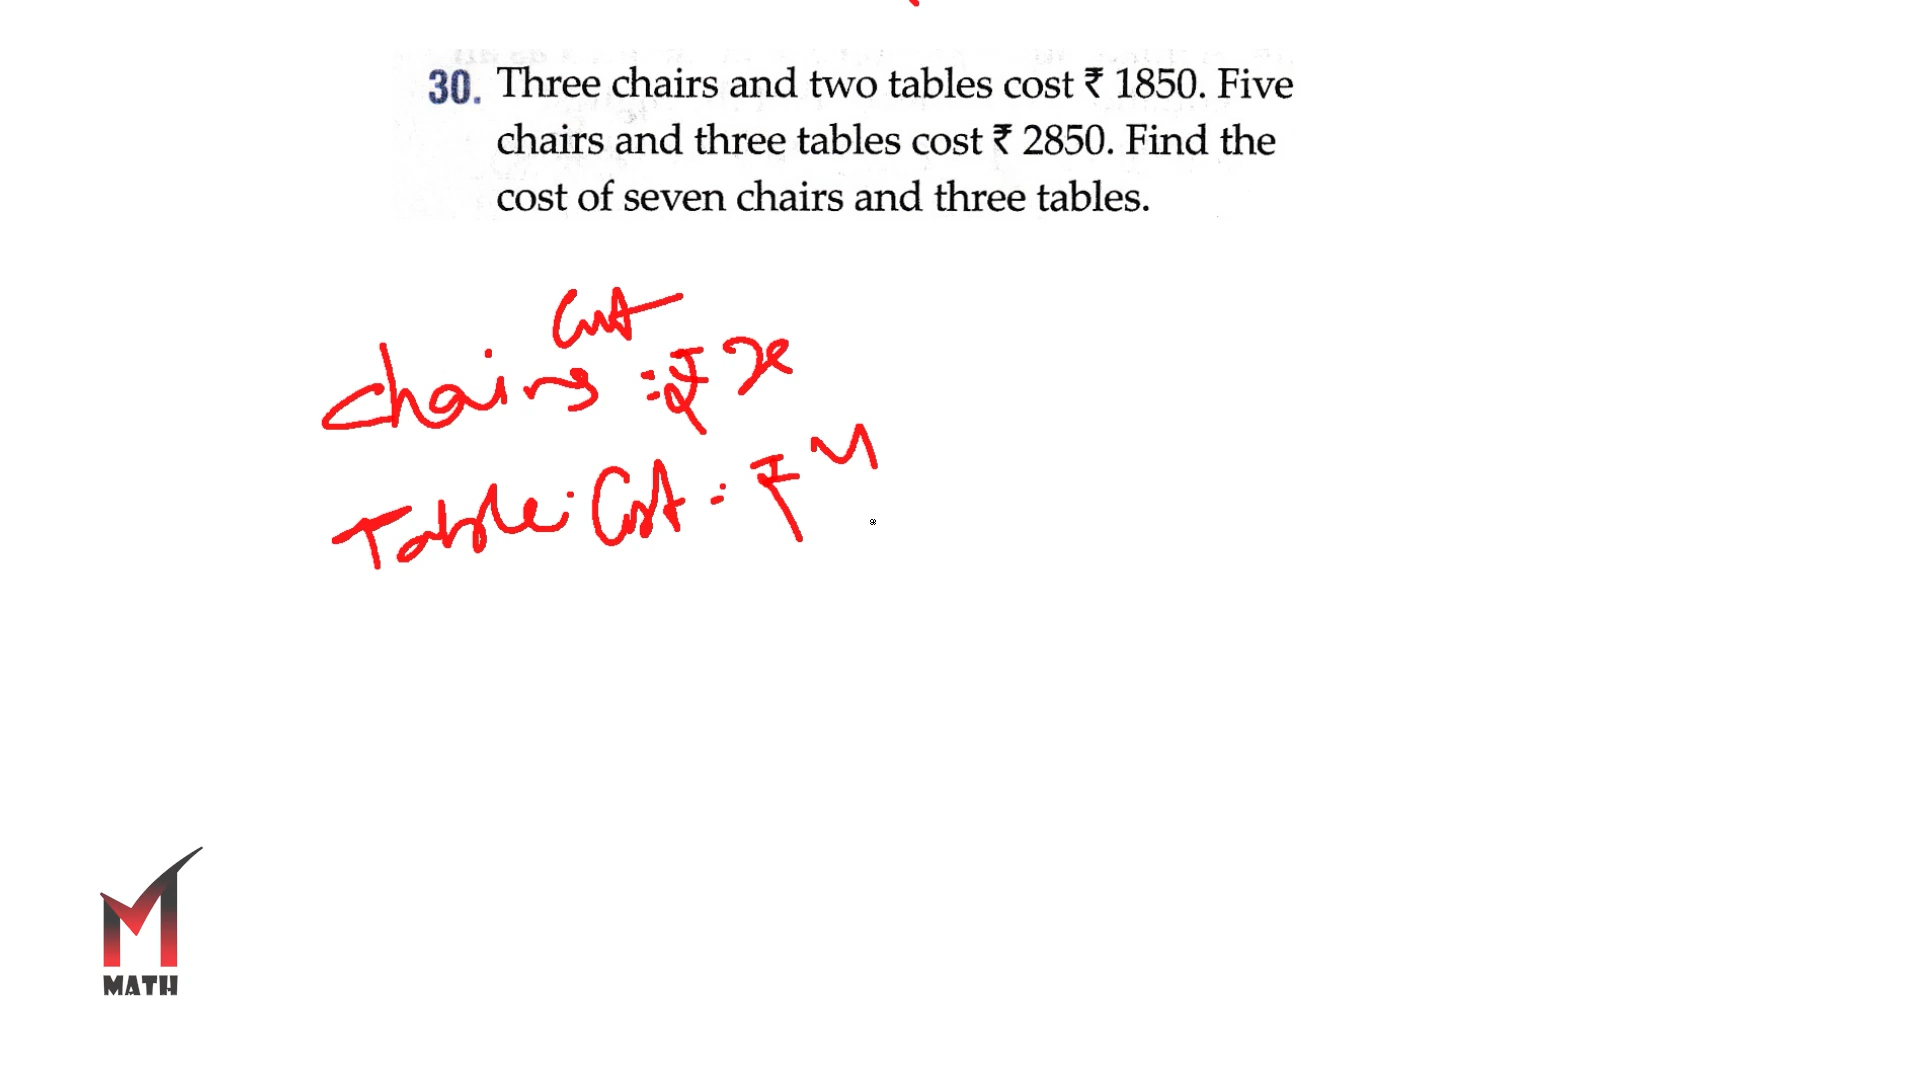 30. Three chairs and two tables cost ₹ 1850. Five
chairs and three tables cost ₹ 2850. Find the
cost of seven chairs and three tables.
Cost
chairs = ₹ x
Table Cost = ₹ y
MATH